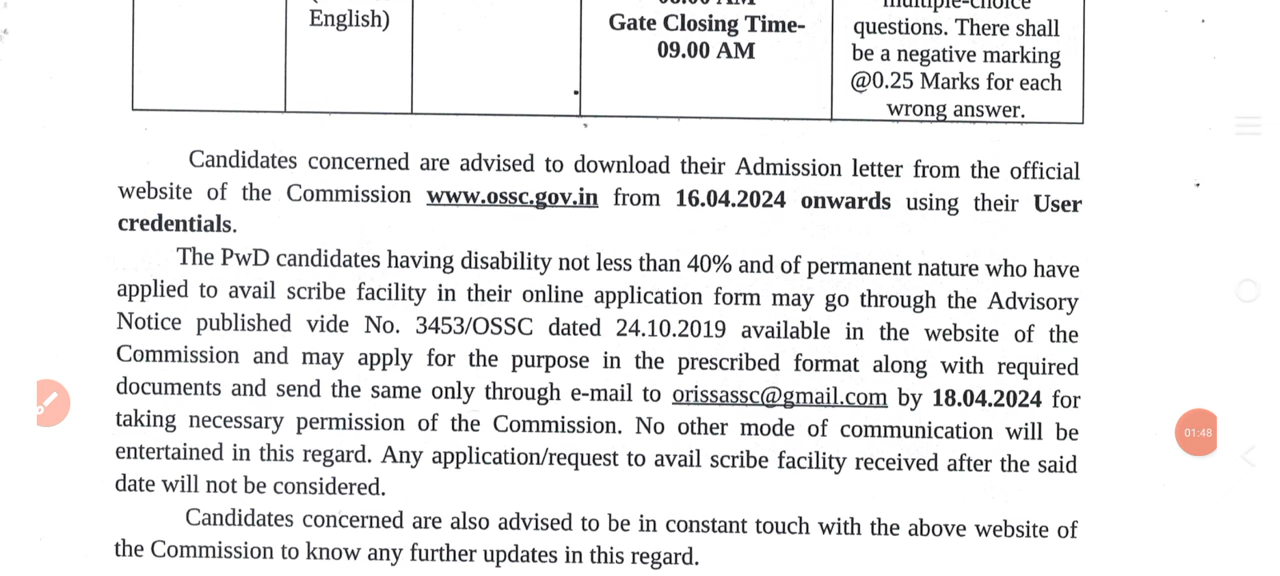 English)
Gate Closing Time-
09.00 AM
multiple-choice
questions. There shall
be a negative marking
@0.25 Marks for each
wrong answer.
Candidates concerned are advised to download their Admission letter from the official
website of the Commission www.ossc.gov.in from 16.04.2024 onwards using their User
credentials.
The PwD candidates having disability not less than 40% and of permanent nature who have
applied to avail scribe facility in their online application form may go through the Advisory
Notice published vide No. 3453/OSSC dated 24.10.2019 available in the website of the
Commission and may apply for the purpose in the prescribed format along with required
documents and send the same only through e-mail to orissassc@gmail.com by 18.04.2024 for
taking necessary permission of the Commission. No other mode of communication will be
entertained in this regard. Any application/request to avail scribe facility received after the said
date will not be considered.
Candidates concerned are also advised to be in constant touch with the above website of
the Commission to know any further updates in this regard.
01:48